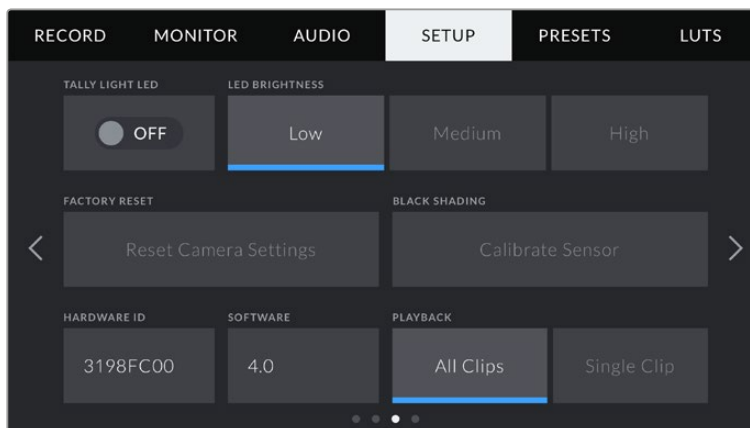 RECORD MONITOR AUDIO SETUP PRESETS LUTS
TALLY LIGHT LED LED BRIGHTNESS
OFF Low Medium High
FACTORY RESET BLACK SHADING
Reset Camera Settings Calibrate Sensor
HARDWARE ID SOFTWARE PLAYBACK
3198FC00 4.0 All Clips Single Clip